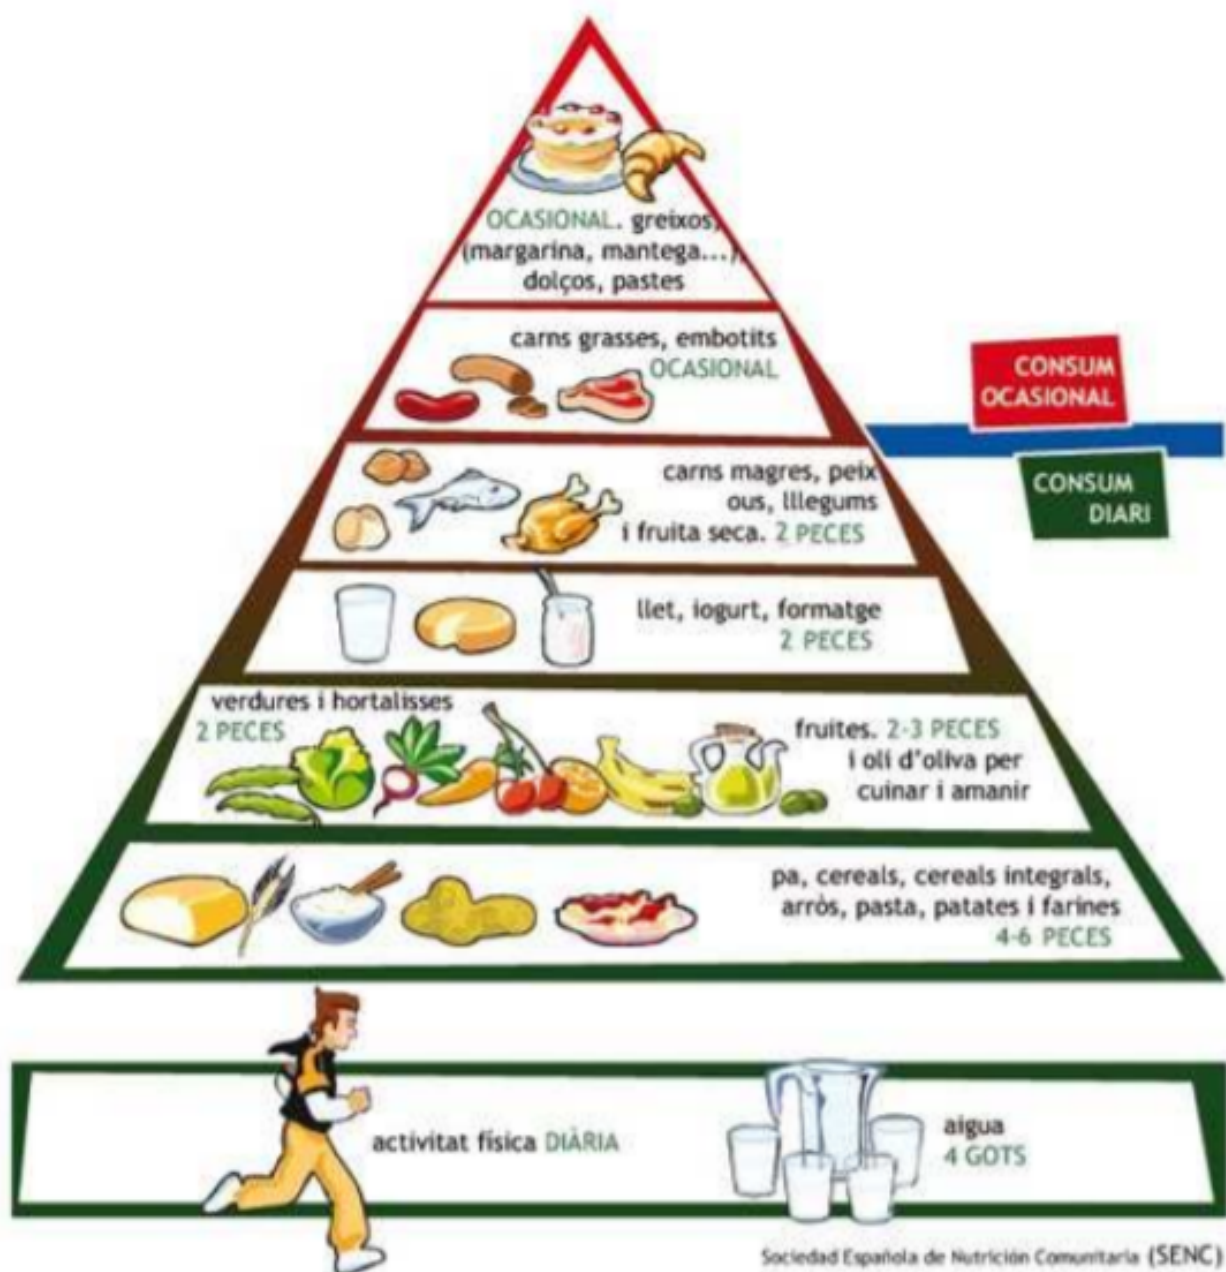 OCASIONAL. greixos,
(margarina, mantega...),
dolços, pastes
carns grasses, embotits
OCASIONAL
CONSUM
OCASIONAL
carns magres, peix
ous, lllegums
i fruita seca. 2 PECES
CONSUM
DIARI
llet, iogurt, formatge
2 PECES
verdures i hortalisses
2 PECES
fruites. 2-3 PECES
i oli d'oliva per
cuinar i amanir
pa, cereals, cereals integrals,
arròs, pasta, patates i farines
4-6 PECES
activitat física DIÀRIA
aigua
4 GOTS
Sociedad Española de Nutrición Comunitaria (SENC)